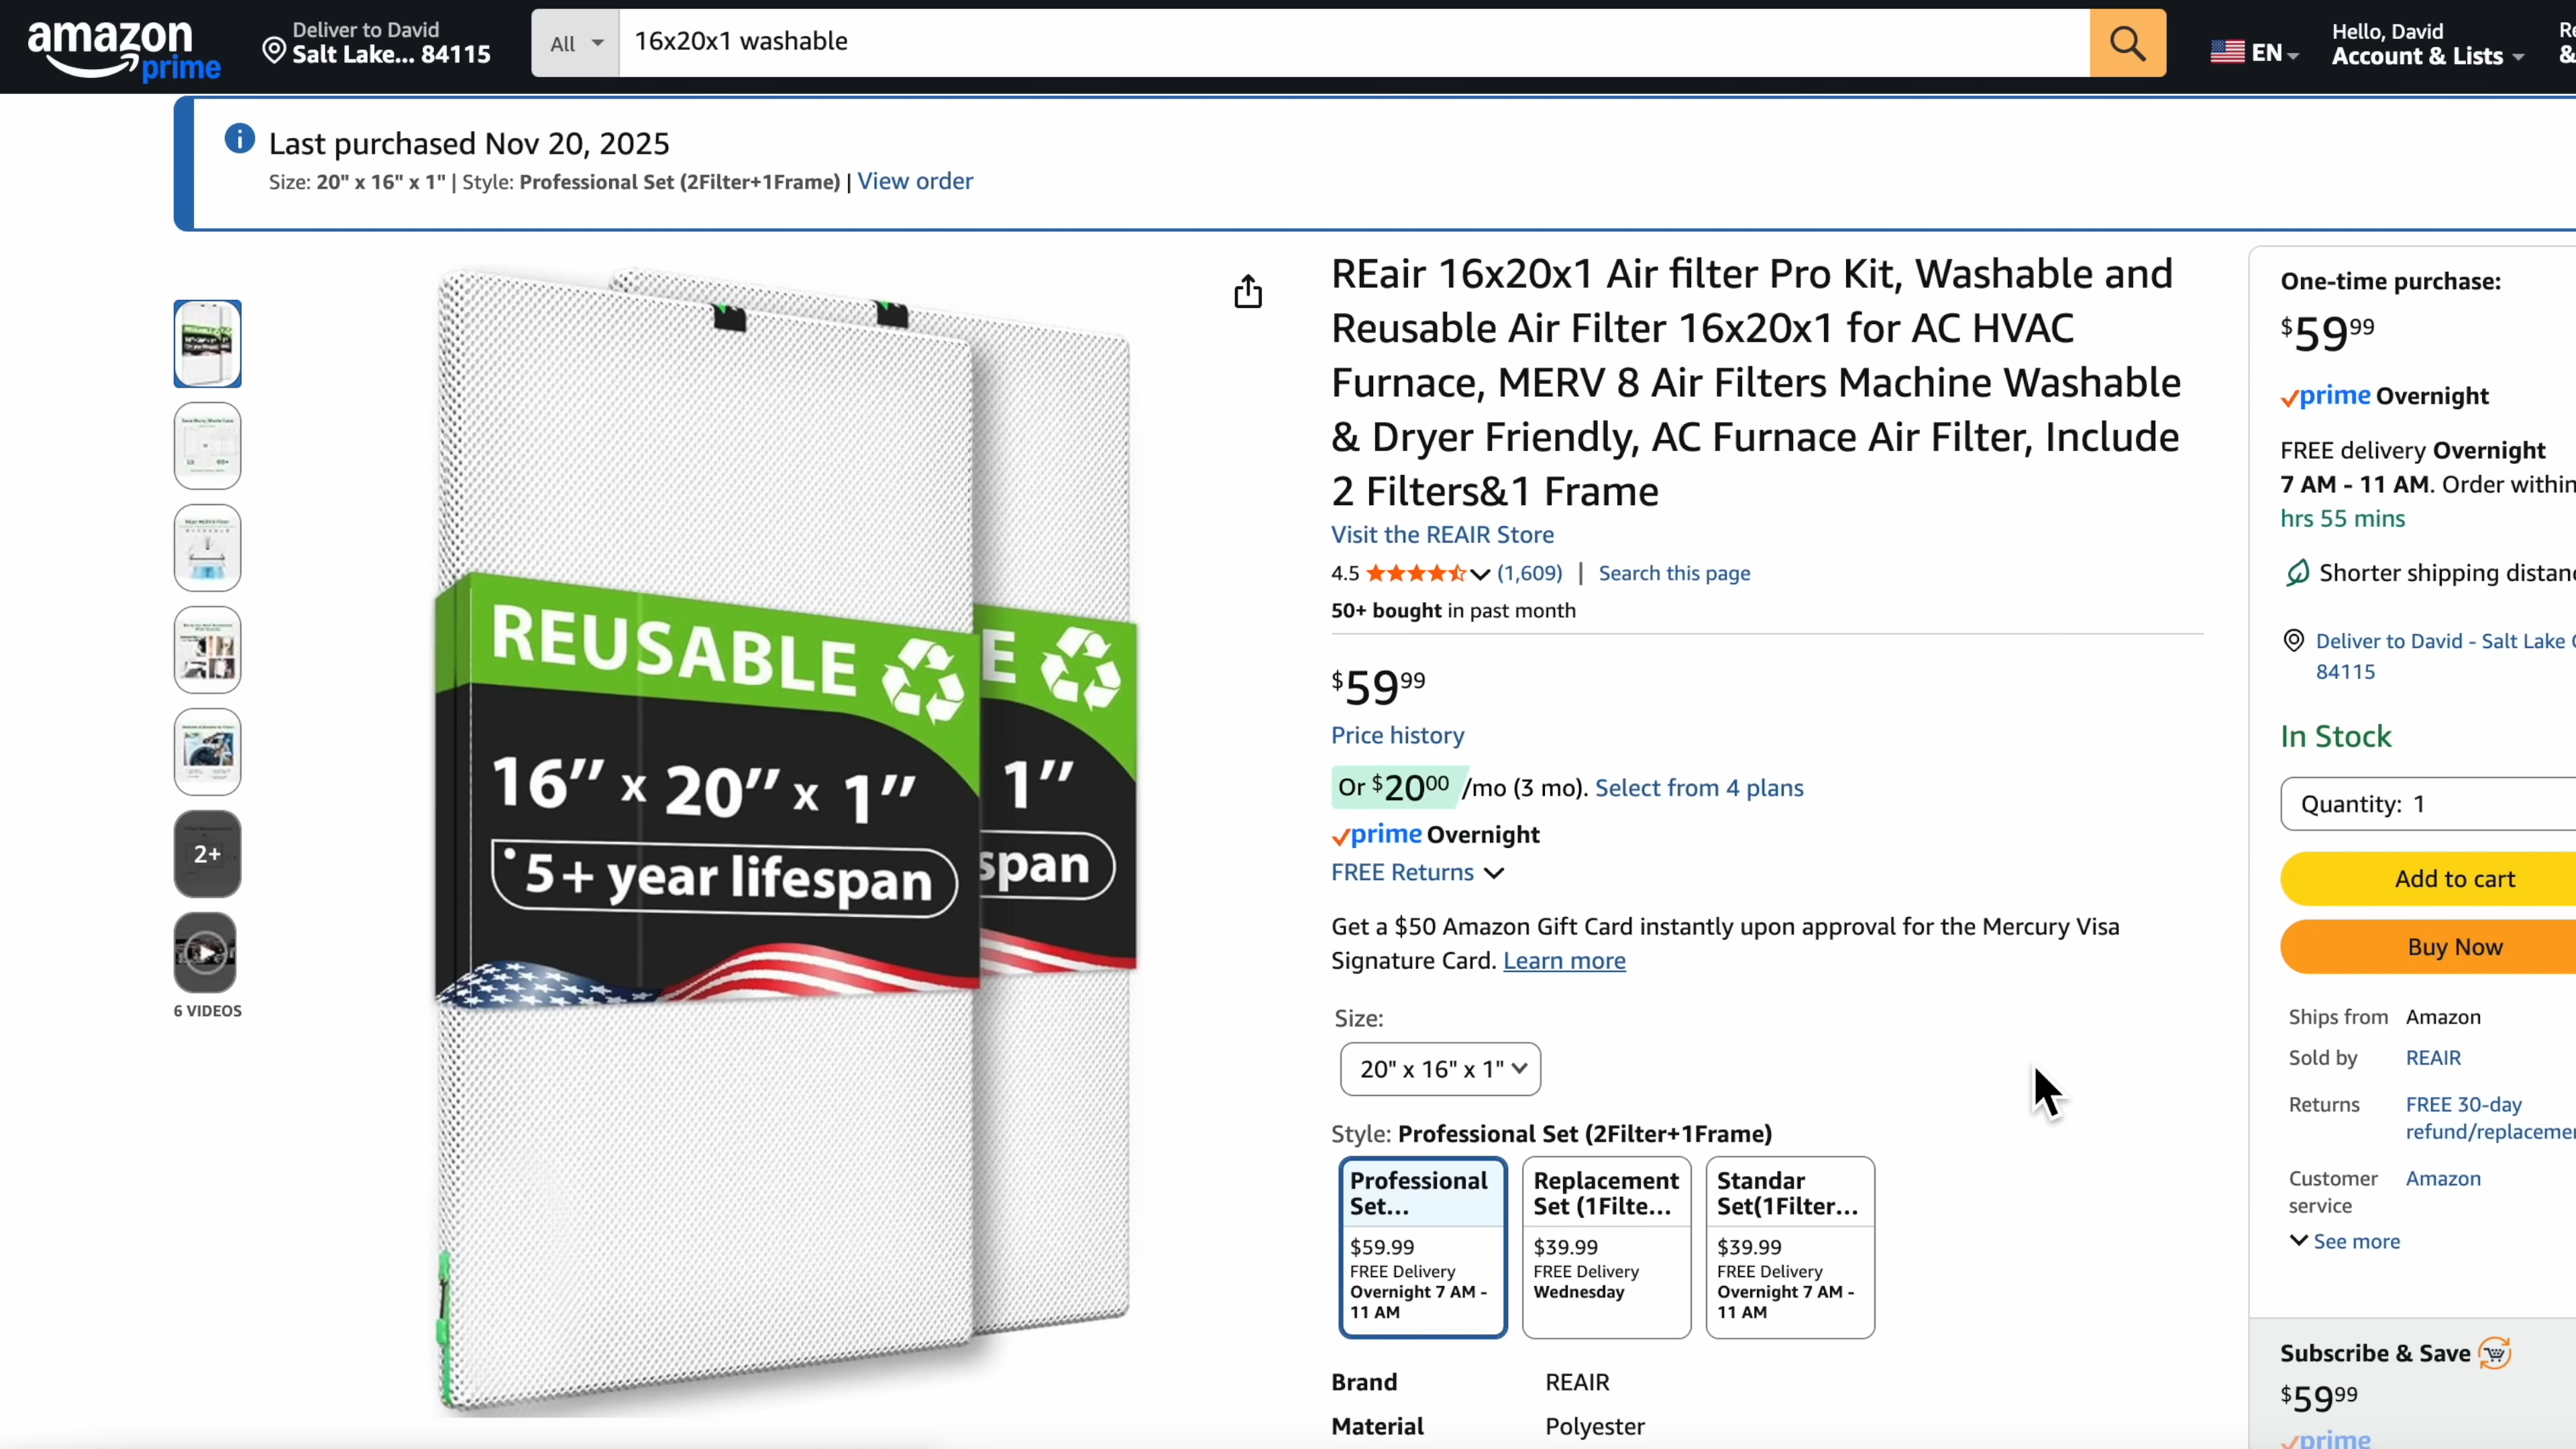 amazon
prime
Deliver to David
Salt Lake... 84115
All
16x20x1 washable
EN
Hello, David
Account & Lists
Re
&
Last purchased Nov 20, 2025
Size: 20" x 16" x 1" | Style: Professional Set (2Filter+1Frame) | View order
2+
6 VIDEOS
REUSABLE
16" x 20" x 1"
5+ year lifespan
E
1"
span
REair 16x20x1 Air filter Pro Kit, Washable and
Reusable Air Filter 16x20x1 for AC HVAC
Furnace, MERV 8 Air Filters Machine Washable
& Dryer Friendly, AC Furnace Air Filter, Include
2 Filters&1 Frame
Visit the REAIR Store
4.5 (1,609) | Search this page
50+ bought in past month
$59 99
Price history
Or $20 00 /mo (3 mo). Select from 4 plans
prime Overnight
FREE Returns
Get a $50 Amazon Gift Card instantly upon approval for the Mercury Visa
Signature Card. Learn more
Size:
20" x 16" x 1"
Style: Professional Set (2Filter+1Frame)
Professional
Set...
$59.99
FREE Delivery
Overnight 7 AM -
11 AM
Replacement
Set (1Filte...
$39.99
FREE Delivery
Wednesday
Standar
Set(1Filter...
$39.99
FREE Delivery
Overnight 7 AM -
11 AM
Brand REAIR
Material Polyester
One-time purchase:
$59 99
prime Overnight
FREE delivery Overnight
7 AM - 11 AM. Order within
hrs 55 mins
Shorter shipping distan
Deliver to David - Salt Lake C
84115
In Stock
Quantity: 1
Add to cart
Buy Now
Ships from Amazon
Sold by REAIR
Returns FREE 30-day
refund/replaceme
Customer Amazon
service
See more
Subscribe & Save
$59 99
prime